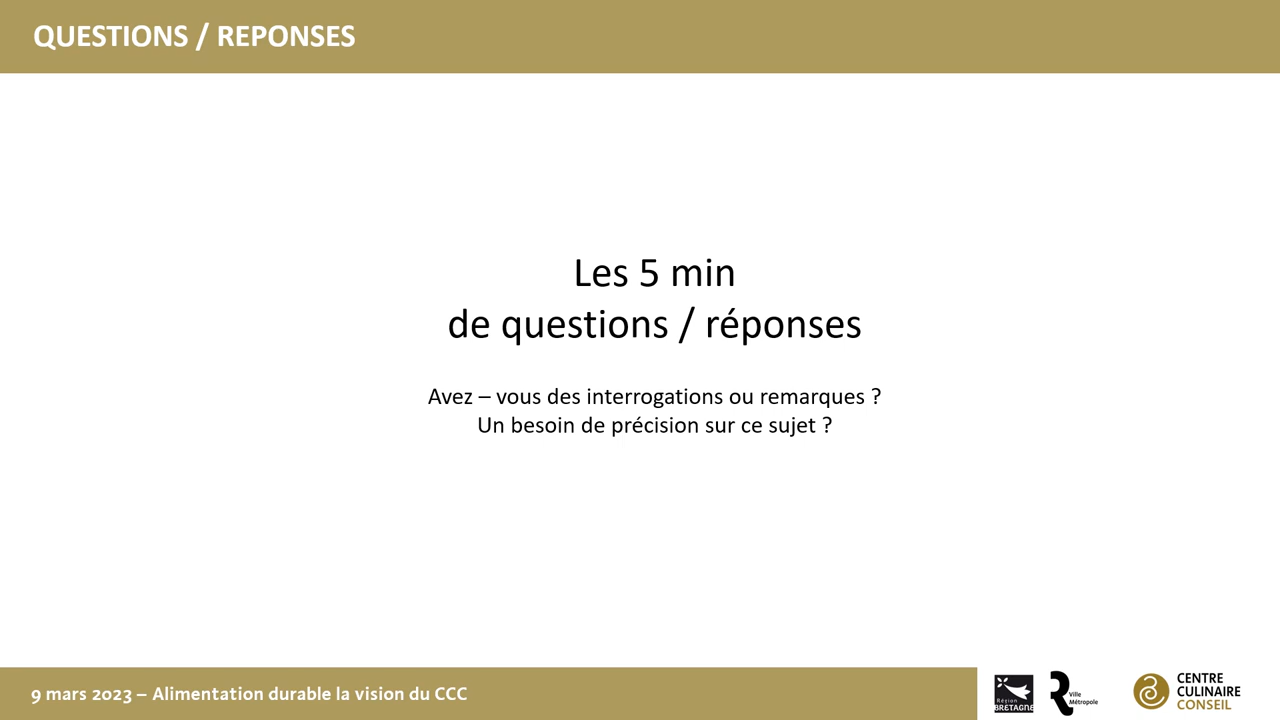 QUESTIONS / REPONSES
Les 5 min
de questions / réponses
Avez – vous des interrogations ou remarques ?
Un besoin de précision sur ce sujet ?
9 mars 2023 – Alimentation durable la vision du CCC
Région
BRETAGNE
Ville
Métropole
CENTRE
CULINAIRE
CONSEIL